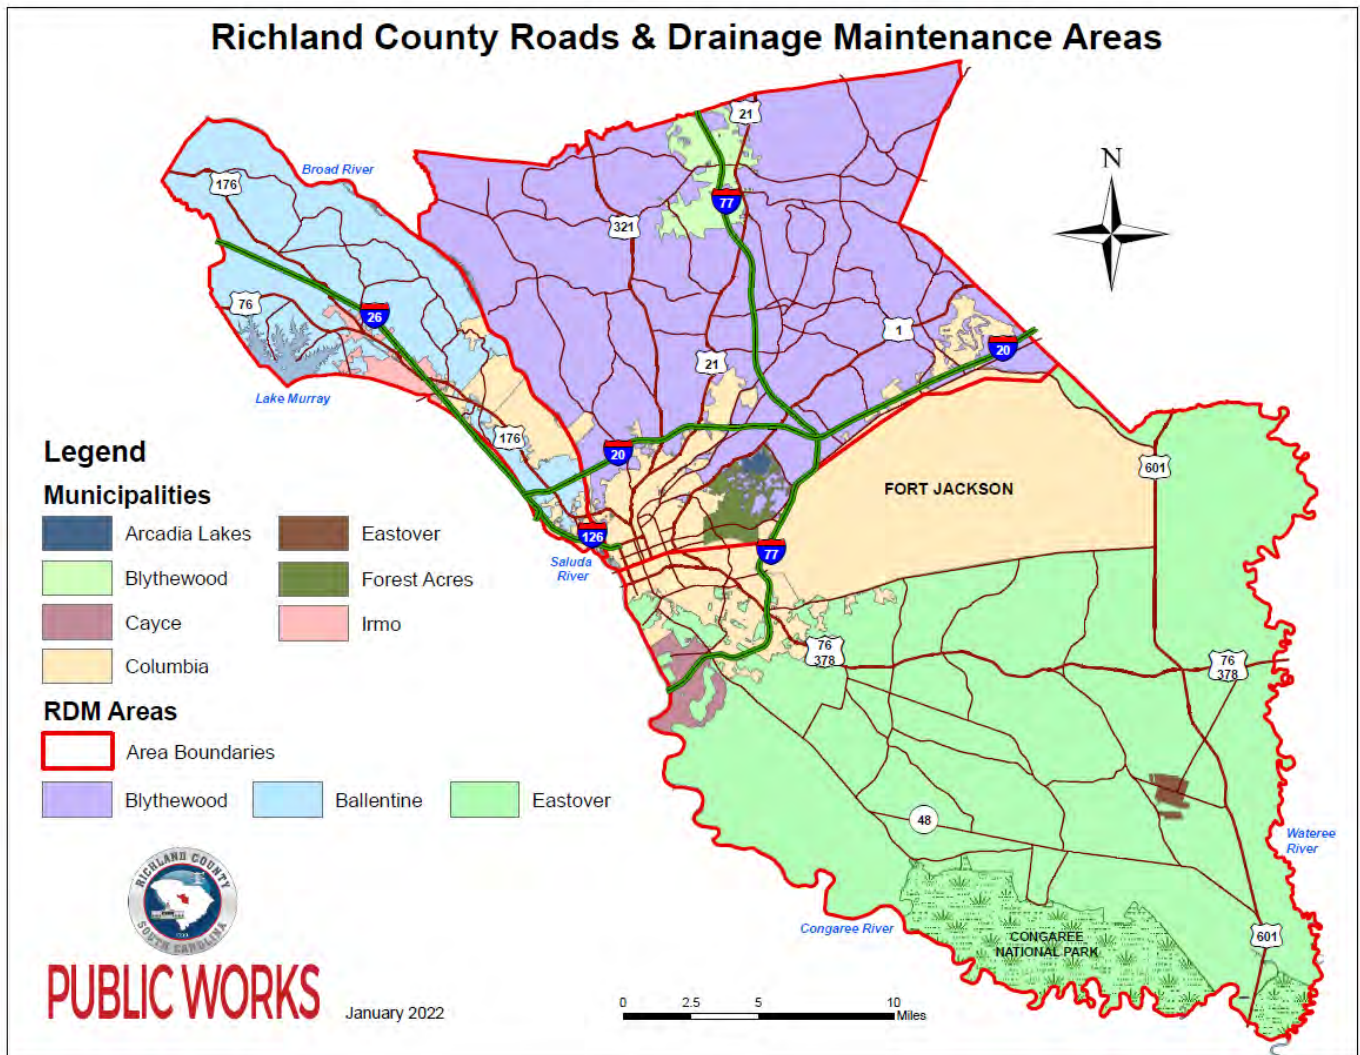 Richland County Roads & Drainage Maintenance Areas
21
Broad River
N
176
77
321
76
26
1
20
21
Lake Murray
176
20
601
FORT JACKSON
126
77
Saluda
River
76
378
76
378
48
Wateree
River
Congaree River
CONGAREE
NATIONAL PARK
601
Legend
Municipalities
Arcadia Lakes
Eastover
Blythewood
Forest Acres
Cayce
Irmo
Columbia
RDM Areas
Area Boundaries
Blythewood
Ballentine
Eastover
RICHLAND COUNTY
SOUTH CAROLINA
PUBLIC WORKS
January 2022
0 2.5 5 10
Miles